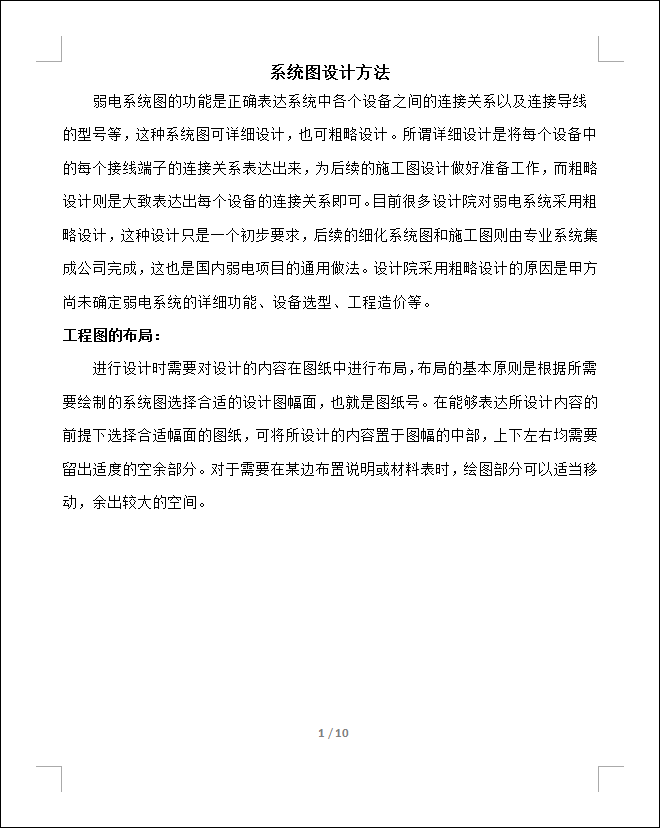 系统图设计方法
弱电系统图的功能是正确表达系统中各个设备之间的连接关系以及连接导线
的型号等，这种系统图可详细设计，也可粗略设计。所谓详细设计是将每个设备中
的每个接线端子的连接关系表达出来，为后续的施工图设计做好准备工作，而粗略
设计则是大致表达出每个设备的连接关系即可。目前很多设计院对弱电系统采用粗
略设计，这种设计只是一个初步要求，后续的细化系统图和施工图则由专业系统集
成公司完成，这也是国内弱电项目的通用做法。设计院采用粗略设计的原因是甲方
尚未确定弱电系统的详细功能、设备选型、工程造价等。
工程图的布局：
进行设计时需要对设计的内容在图纸中进行布局，布局的基本原则是根据所需
要绘制的系统图选择合适的设计图幅面，也就是图纸号。在能够表达所设计内容的
前提下选择合适幅面的图纸，可将所设计的内容置于图幅的中部，上下左右均需要
留出适度的空余部分。对于需要在某边布置说明或材料表时，绘图部分可以适当移
动，余出较大的空间。
1 / 10